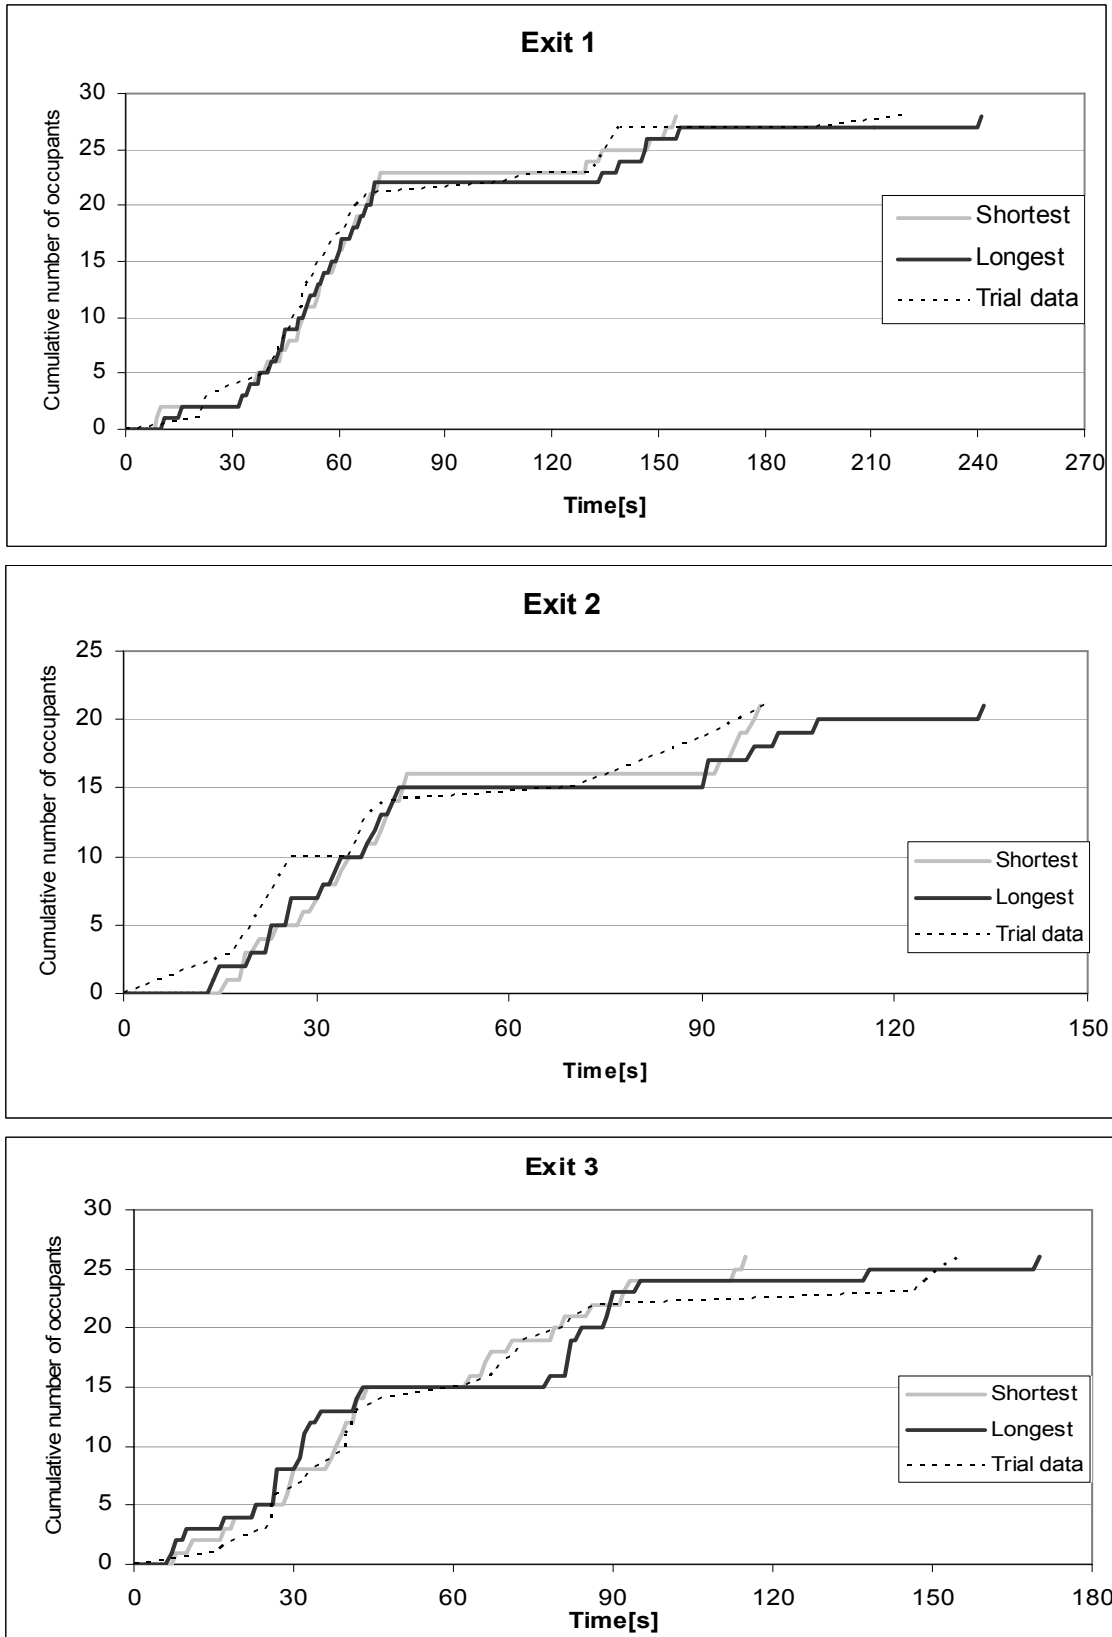 Exit 1
Cumulative number of occupants
30
25
20
15
10
5
0
0 30 60 90 120 150 180 210 240 270
Time[s]
Shortest
Longest
Trial data
Exit 2
Cumulative number of occupants
25
20
15
10
5
0
0 30 60 90 120 150
Time[s]
Shortest
Longest
Trial data
Exit 3
Cumulative number of occupants
30
25
20
15
10
5
0
0 30 60 90 120 150 180
Time[s]
Shortest
Longest
Trial data